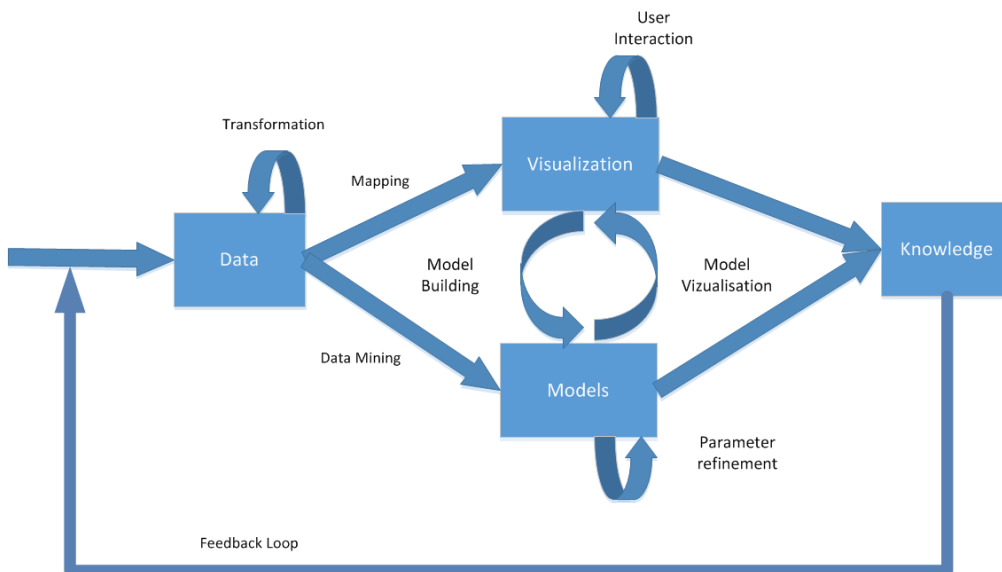 User
Interaction
Transformation
Visualization
Mapping
Knowledge
Data
Model
Building
Model
Vizualisation
Data Mining
Models
Parameter
refinement
Feedback Loop